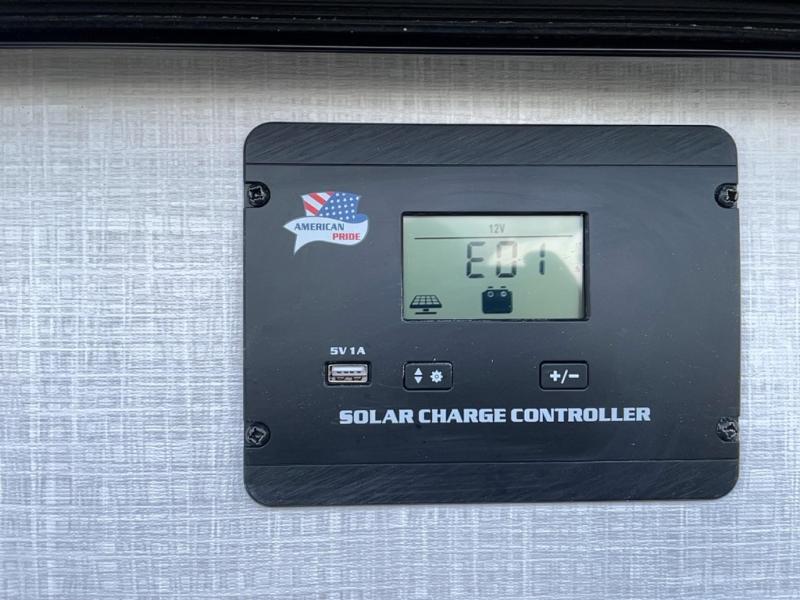 AMERICAN
PRIDE
12V
E01
5V 1A
+/−
SOLAR CHARGE CONTROLLER